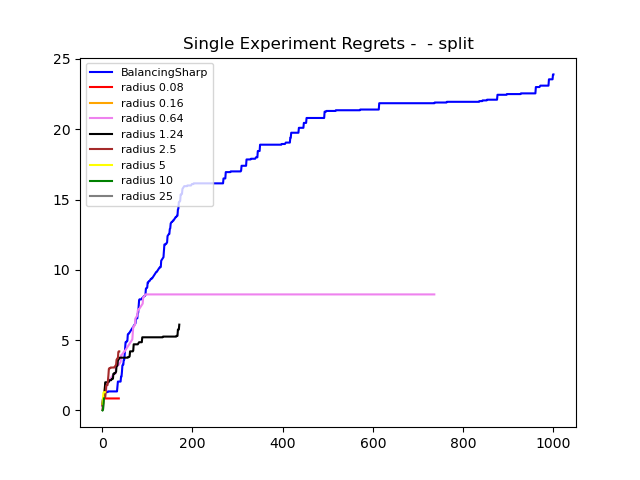 Single Experiment Regrets -  - split
BalancingSharp
radius 0.08
radius 0.16
radius 0.64
radius 1.24
radius 2.5
radius 5
radius 10
radius 25
25
20
15
10
5
0
0 200 400 600 800 1000